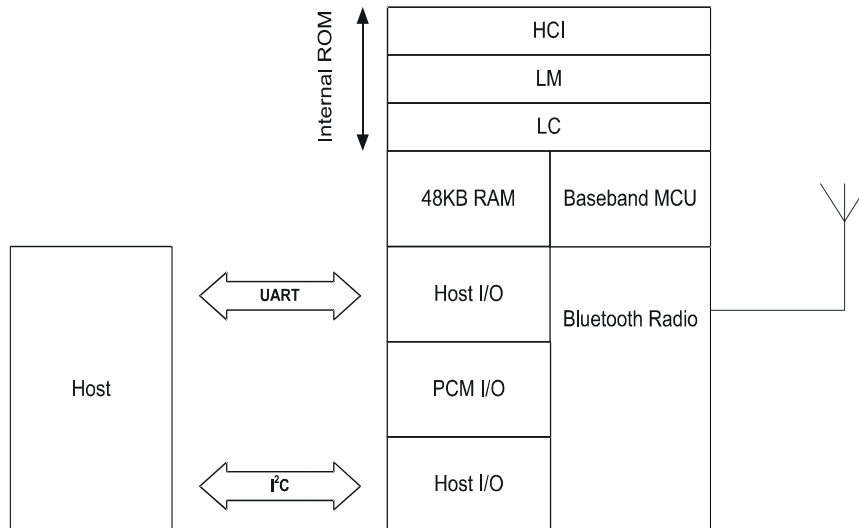 Internal ROM
HCI
LM
LC
48KB RAM
Baseband MCU
UART
Host I/O
Bluetooth Radio
Host
PCM I/O
I²C
Host I/O